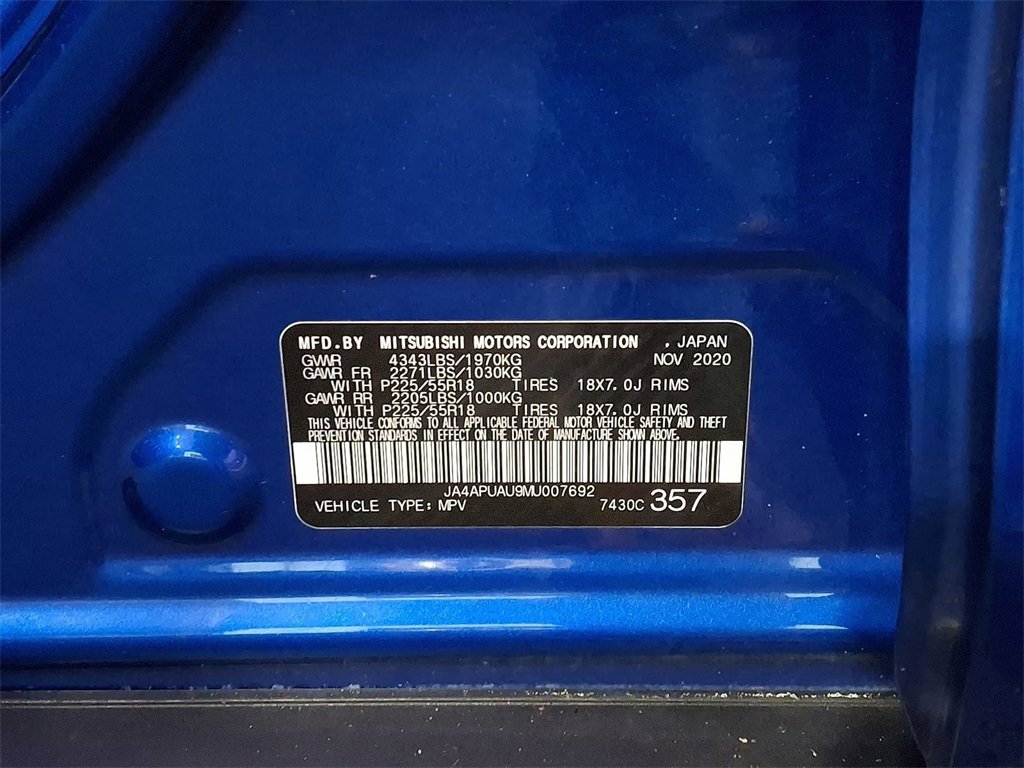 MFD.BY MITSUBISHI MOTORS CORPORATION , JAPAN
GVWR 4343LBS/1970KG NOV 2020
GAWR FR 2271LBS/1030KG
WITH P225/55R18 TIRES 18X7.0J RIMS
GAWR RR 2205LBS/1000KG
WITH P225/55R18 TIRES 18X7.0J RIMS
THIS VEHICLE CONFORMS TO ALL APPLICABLE FEDERAL MOTOR VEHICLE SAFETY AND THEFT
PREVENTION STANDARDS IN EFFECT ON THE DATE OF MANUFACTURE SHOWN ABOVE.
JA4APUAU9MU007692
VEHICLE TYPE: MPV 7430C 357